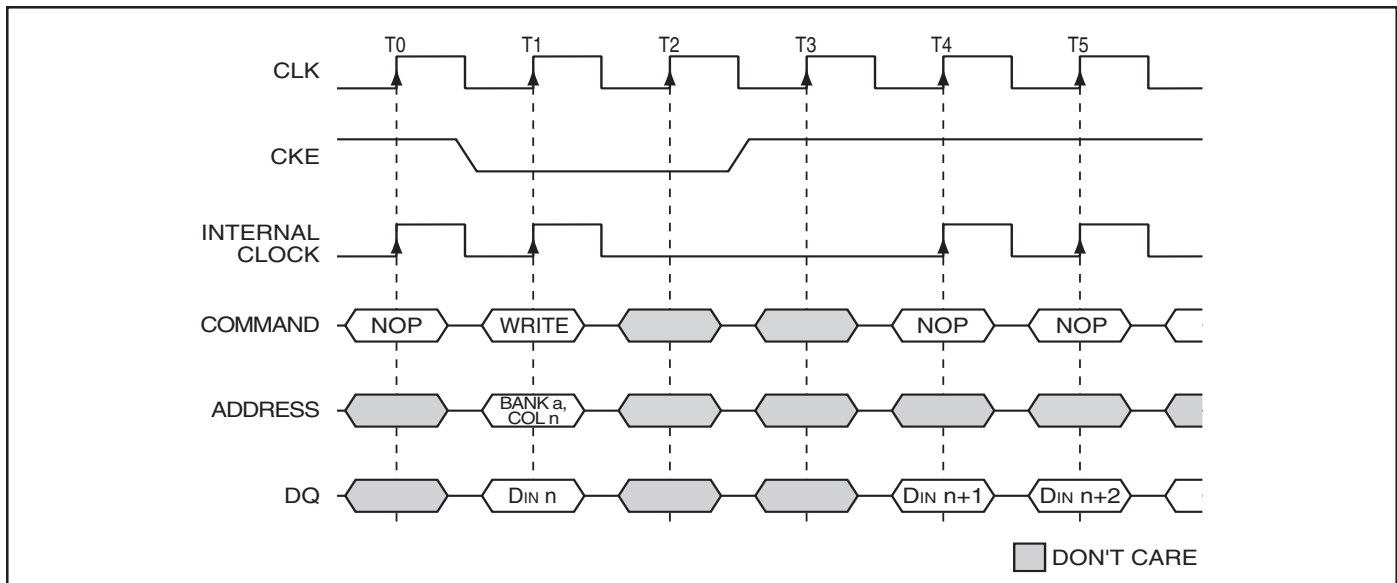 T0 T1 T2 T3 T4 T5
CLK
CKE
INTERNAL
CLOCK
COMMAND NOP WRITE NOP NOP
ADDRESS BANK a,
COL n
DQ DIN n DIN n+1 DIN n+2
DON'T CARE